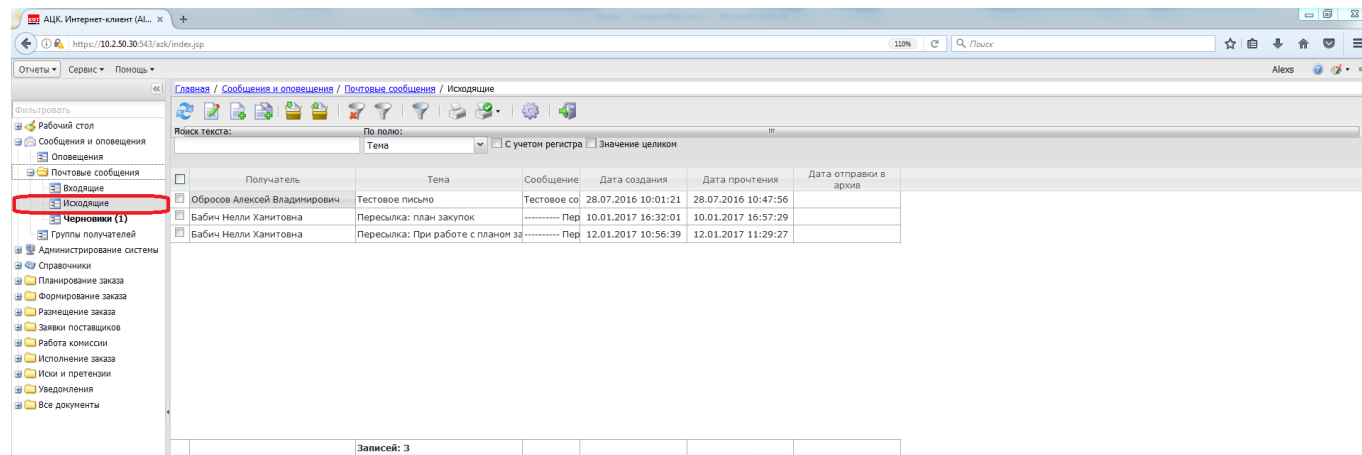 АЦК. Интернет-клиент (Al... × +
https://10.2.50.30:543/azk/index.jsp 110% Поиск
Отчеты Сервис Помощь Alexs
Главная / Сообщения и оповещения / Почтовые сообщения / Исходящие
Фильтровать
Рабочий стол
Сообщения и оповещения
Оповещения
Почтовые сообщения
Входящие
Исходящие
Черновики (1)
Группы получателей
Администрирование системы
Справочники
Планирование заказа
Формирование заказа
Размещение заказа
Заявки поставщиков
Работа комиссии
Исполнение заказа
Иски и претензии
Уведомления
Все документы
Поиск текста: По полю:
Тема С учетом регистра Значение целиком
Получатель Тема Сообщение Дата создания Дата прочтения Дата отправки в архив
Обросов Алексей Владимирович Тестовое письмо Тестовое со 28.07.2016 10:01:21 28.07.2016 10:47:56
Бабич Нелли Хамитовна Пересылка: план закупок ---------- Пер 10.01.2017 16:32:01 10.01.2017 16:57:29
Бабич Нелли Хамитовна Пересылка: При работе с планом за ---------- Пер 12.01.2017 10:56:39 12.01.2017 11:29:27
Записей: 3